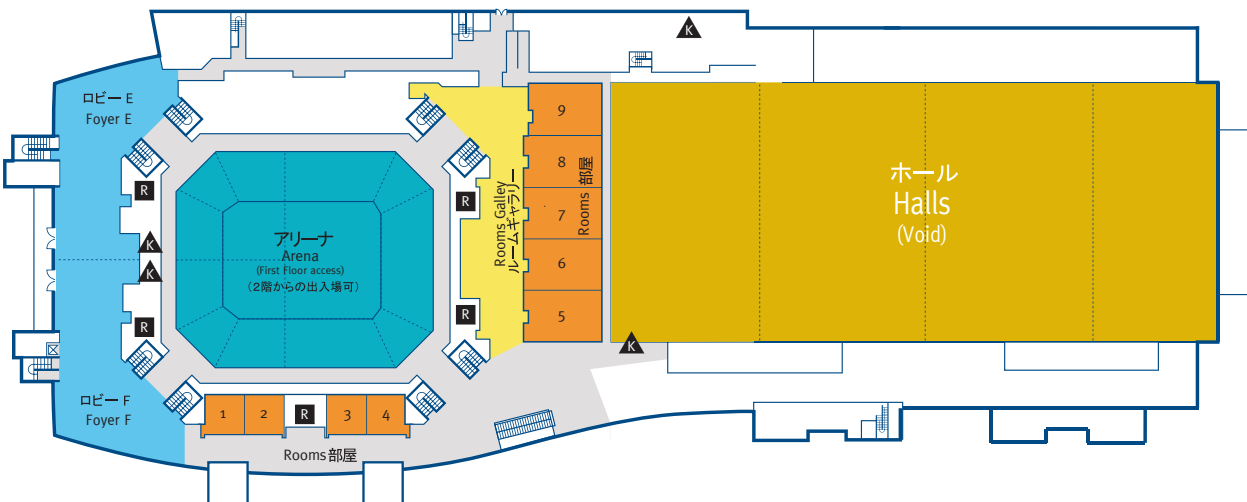 K
ロビー E
Foyer E
R
K
K
R
アリーナ
Arena
(First Floor access)
（2階からの出入場可）
R
R
Rooms Galley
ルームギャラリー
9
8
7
6
5
Rooms 部屋
ホール
Halls
(Void)
K
ロビー F
Foyer F
1
2
R
3
4
Rooms部屋